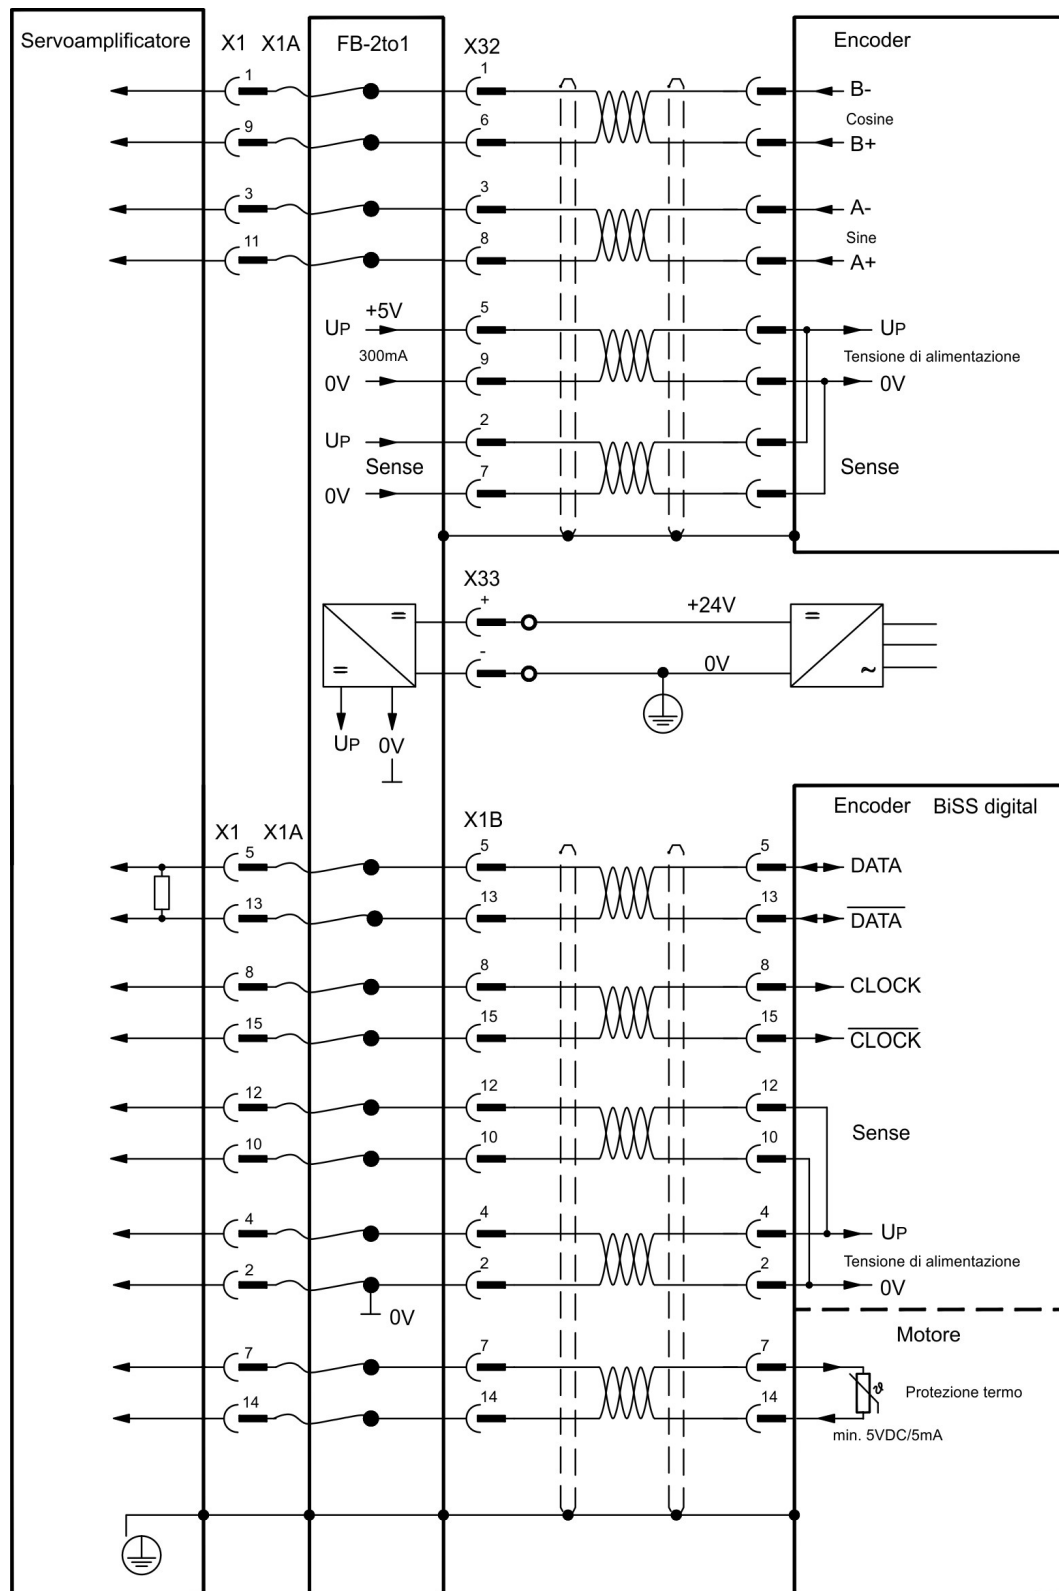 Servoamplificatore X1 X1A FB-2to1 X32 Encoder
1 1 B-
Cosine
9 6 B+
3 3 A-
Sine
11 8 A+
+5V
UP 5 UP
300mA Tensione di alimentazione
0V 9 0V
UP 2
Sense Sense
0V 7
X33
+ +24V
=
=
- 0V
=
~
UP 0V
Encoder BiSS digital
X1 X1A X1B
5 5 5 DATA
13 13 13 DATA
8 8 8 CLOCK
15 15 15 CLOCK
12 12 12
Sense
10 10 10
4 4 4 UP
Tensione di alimentazione
2 2 2 0V
0V
Motore
7 7 7
ϑ Protezione termo
14 14 14
min. 5VDC/5mA